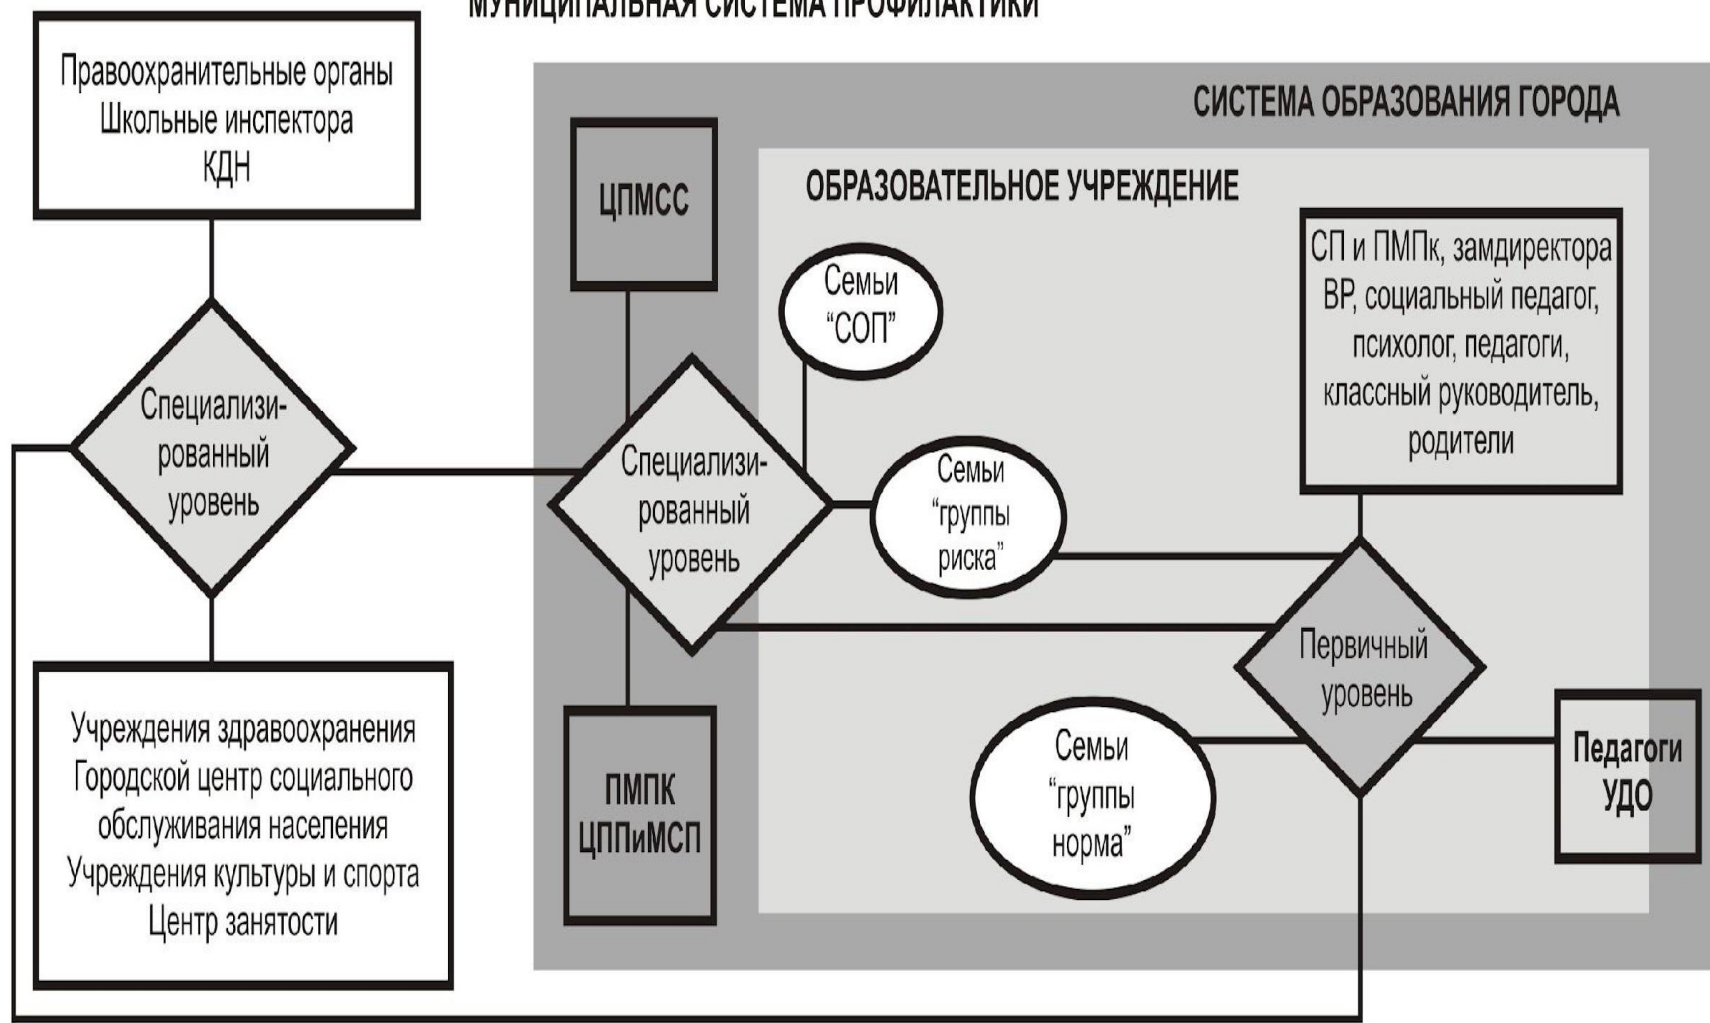 МУНИЦИПАЛЬНАЯ СИСТЕМА ПРОФИЛАКТИКИ
Правоохранительные органы
Школьные инспектора
КДН
СИСТЕМА ОБРАЗОВАНИЯ ГОРОДА
ЦПМСС
ОБРАЗОВАТЕЛЬНОЕ УЧРЕЖДЕНИЕ
Семьи
“СОП”
СП и ПМПк, замдиректора
ВР, социальный педагог,
психолог, педагоги,
классный руководитель,
родители
Специализи-
рованный
уровень
Специализи-
рованный
уровень
Семьи
“группы
риска”
Первичный
уровень
Учреждения здравоохранения
Городской центр социального
обслуживания населения
Учреждения культуры и спорта
Центр занятости
ПМПК
ЦППиМСП
Семьи
“группы
норма”
Педагоги
УДО